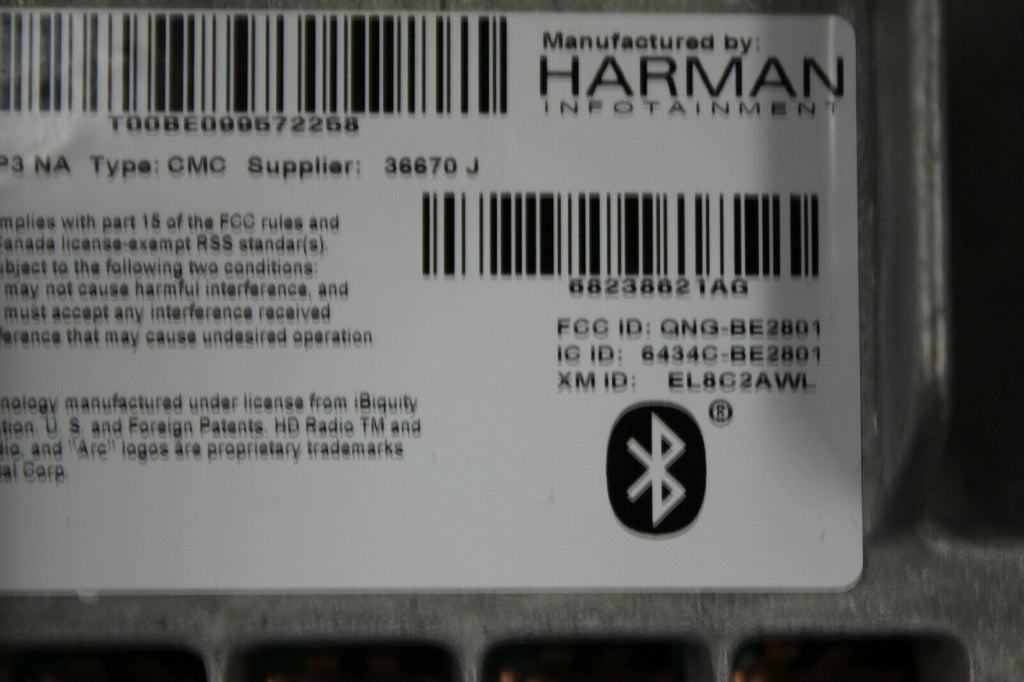 Manufactured by:
HARMAN
INFOTAINMENT
T00BE099572258
P3 NA Type: CMC Supplier: 36670 J
mplies with part 15 of the FCC rules and
Canada license-exempt RSS standar(s).
ubject to the following two conditions:
may not cause harmful interference, and
must accept any interference received
ference that may cause undesired operation
68238621AG
FCC ID: QNG-BE2801
IC ID: 6434C-BE2801
XM ID: EL8C2AWL
®
nology manufactured under license from iBiquity
tion. U. S. and Foreign Patents. HD Radio TM and
dio, and "Arc" logos are proprietary trademarks
tal Corp.